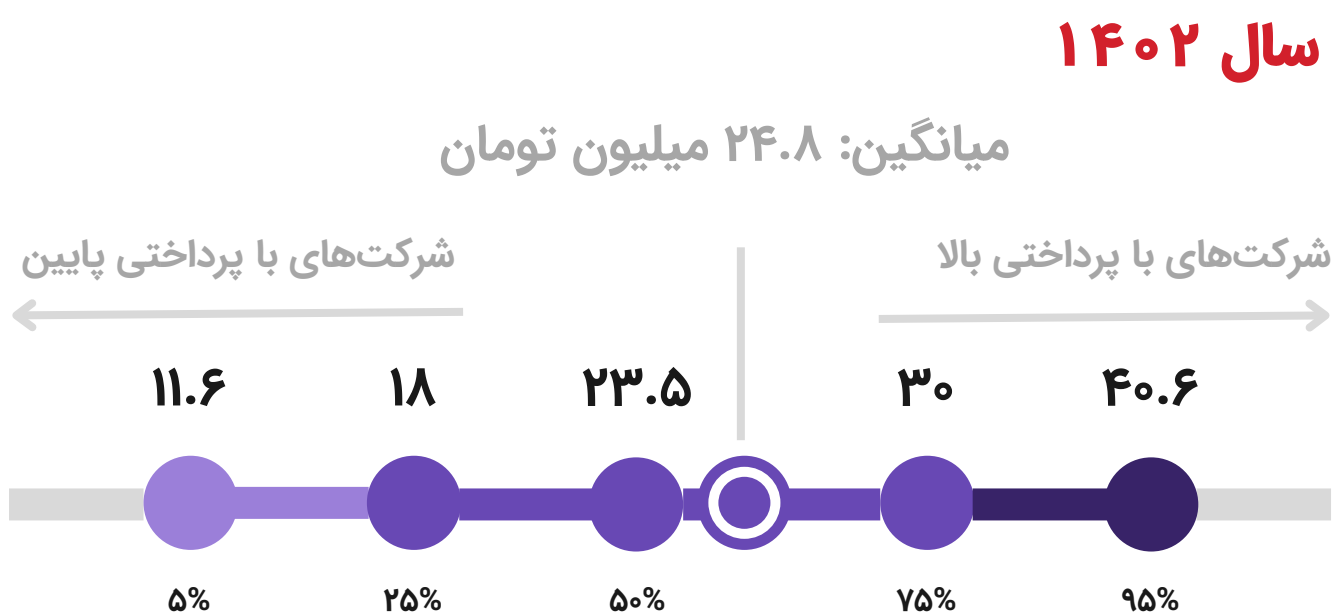 سال ۱۴۰۲
میانگین: ۲۴.۸ میلیون تومان
شرکت‌های با پرداختی بالا
شرکت‌های با پرداختی پایین
۱۱.۶
۱۸
۲۳.۵
۳۰
۴۰.۶
۵%
۲۵%
۵۰%
۷۵%
۹۵%